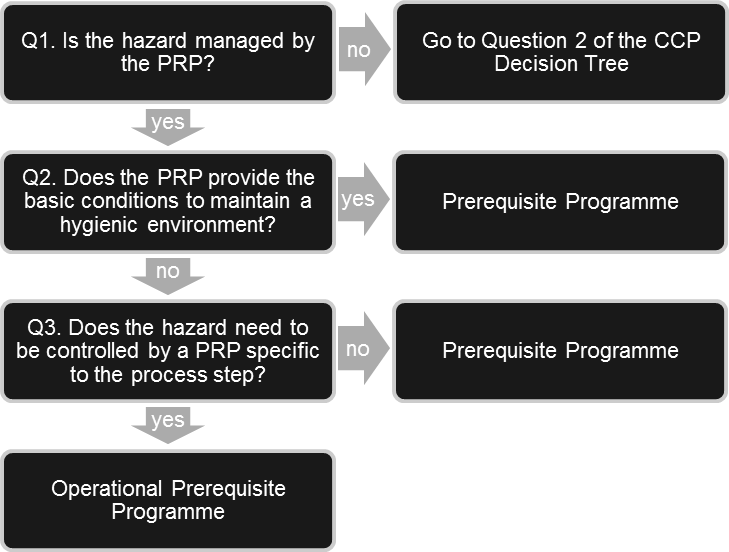 Q1. Is the hazard managed by
the PRP?
no
Go to Question 2 of the CCP
Decision Tree
yes
Q2. Does the PRP provide the
basic conditions to maintain a
hygienic environment?
yes
Prerequisite Programme
no
Q3. Does the hazard need to
be controlled by a PRP specific
to the process step?
no
Prerequisite Programme
yes
Operational Prerequisite
Programme